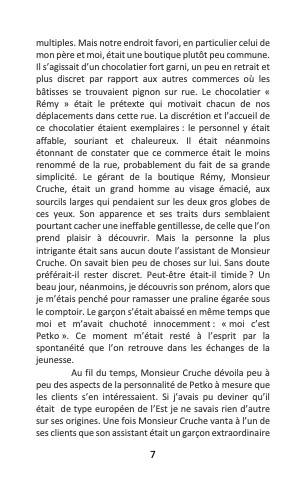 multiples. Mais notre endroit favori, en particulier celui de
mon père et moi, était une boutique plutôt peu commune.
Il s'agissait d'un chocolatier fort garni, un peu en retrait et
plus discret par rapport aux autres commerces où les
bâtisses se trouvaient pignon sur rue. Le chocolatier «
Rémy » était le prétexte qui motivait chacun de nos
déplacements dans cette rue. La discrétion et l'accueil de
ce chocolatier étaient exemplaires : le personnel y était
affable, souriant et chaleureux. Il était néanmoins
étonnant de constater que ce commerce était le moins
renommé de la rue, probablement du fait de sa grande
simplicité. Le gérant de la boutique Rémy, Monsieur
Cruche, était un grand homme au visage émacié, aux
sourcils larges qui pendaient sur les deux gros globes de
ces yeux. Son apparence et ses traits durs semblaient
pourtant cacher une ineffable gentillesse, de celle que l'on
prend plaisir à découvrir. Mais la personne la plus
intrigante était sans aucun doute l'assistant de Monsieur
Cruche. On savait bien peu de choses sur lui. Sans doute
préférait-il rester discret. Peut-être était-il timide ? Un
beau jour, néanmoins, je découvris son prénom, alors que
je m'étais penché pour ramasser une praline égarée sous
le comptoir. Le garçon s'était abaissé en même temps que
moi et m'avait chuchoté innocemment : « moi c'est
Petko ». Ce moment m'était resté à l'esprit par la
spontanéité que l'on retrouve dans les échanges de la
jeunesse.
Au fil du temps, Monsieur Cruche dévoila peu à
peu des aspects de la personnalité de Petko à mesure que
les clients s'en intéressaient. Si j'avais pu deviner qu'il
était de type européen de l'Est je ne savais rien d'autre
sur ses origines. Une fois Monsieur Cruche vanta à l'un de
ses clients que son assistant était un garçon extraordinaire
7